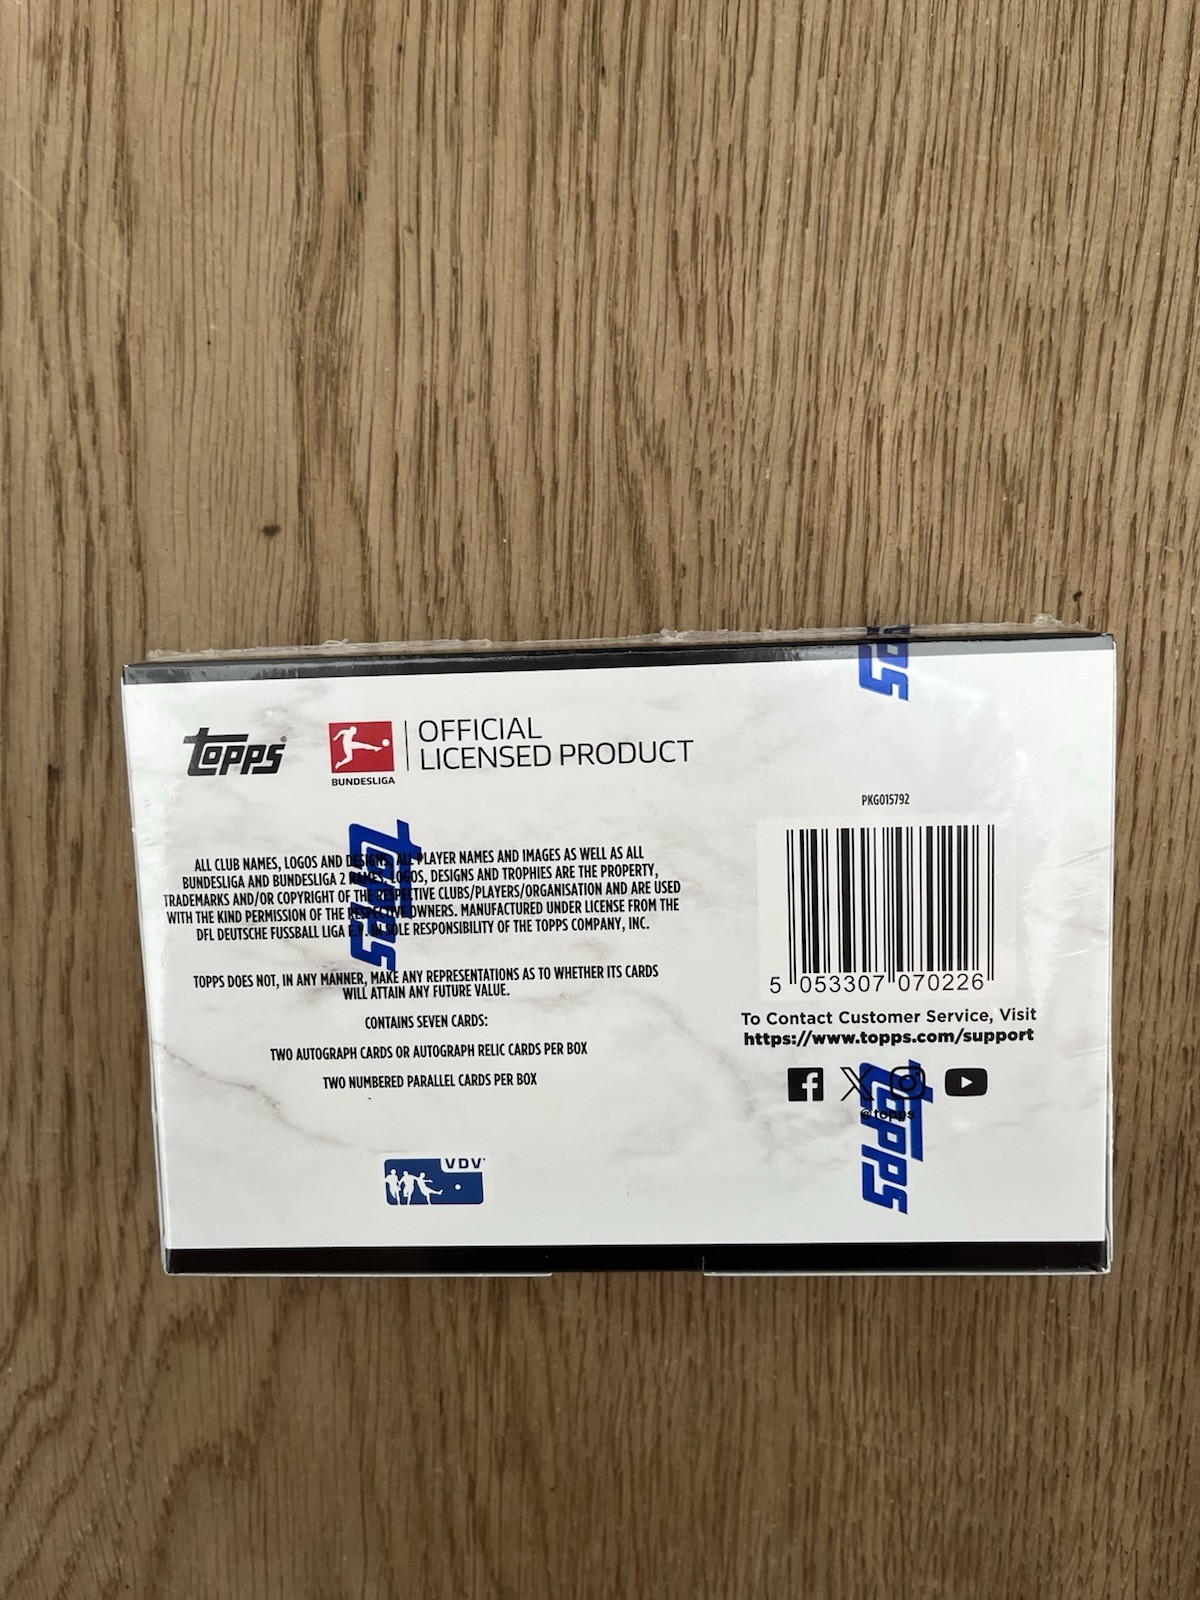 Topps
TOPPS®
BUNDESLIGA
OFFICIAL
LICENSED PRODUCT
PKG015792
Topps
ALL CLUB NAMES, LOGOS AND DESIGNS, ALL PLAYER NAMES AND IMAGES AS WELL AS ALL
BUNDESLIGA AND BUNDESLIGA 2 NAMES, LOGOS, DESIGNS AND TROPHIES ARE THE PROPERTY,
TRADEMARKS AND/OR COPYRIGHT OF THE RESPECTIVE CLUBS/PLAYERS/ORGANISATION AND ARE USED
WITH THE KIND PERMISSION OF THE RESPECTIVE OWNERS. MANUFACTURED UNDER LICENSE FROM THE
DFL DEUTSCHE FUSSBALL LIGA E.V. IN SOLE RESPONSIBILITY OF THE TOPPS COMPANY, INC.
TOPPS DOES NOT, IN ANY MANNER, MAKE ANY REPRESENTATIONS AS TO WHETHER ITS CARDS
WILL ATTAIN ANY FUTURE VALUE.
CONTAINS SEVEN CARDS:
TWO AUTOGRAPH CARDS OR AUTOGRAPH RELIC CARDS PER BOX
TWO NUMBERED PARALLEL CARDS PER BOX
VDV
5 053307 070226
To Contact Customer Service, Visit
https://www.topps.com/support
@topps
Topps